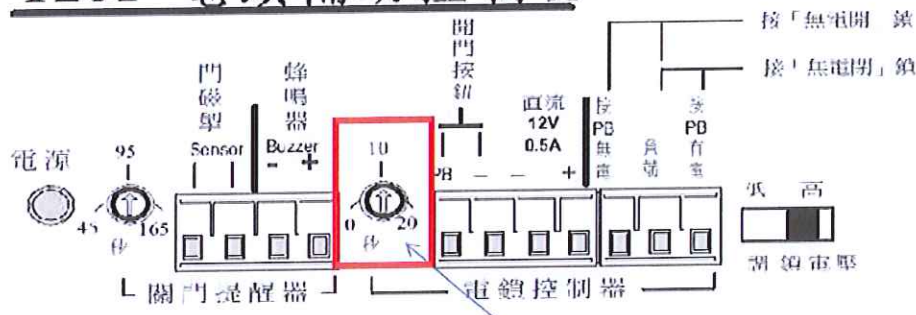 接「無電開 鎖
接「無電閉」鎖
開門按鈕
門磁掣
蜂鳴器
直流
12V
0.5A
接
PB
無電
負端
接
PB
有電
電源
95
Sensor
Buzzer
- +
10
PB - - +
45 165
秒
0 20
秒
低 高
調鎖電壓
關門提醒器
電鎖控制器